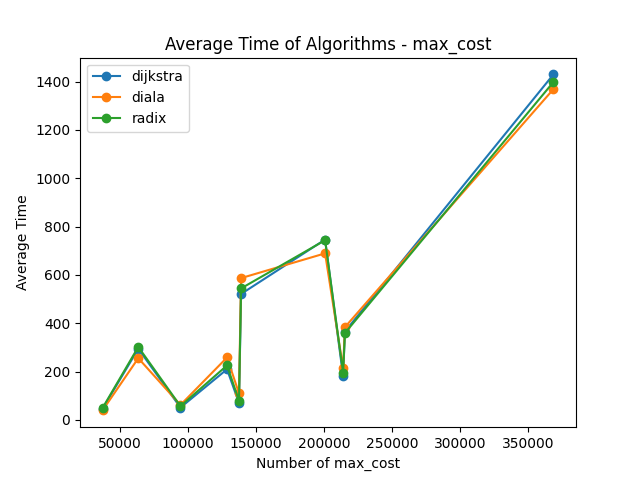 Average Time of Algorithms - max_cost
dijkstra
diala
radix
Average Time
1400
1200
1000
800
600
400
200
0
50000 100000 150000 200000 250000 300000 350000
Number of max_cost